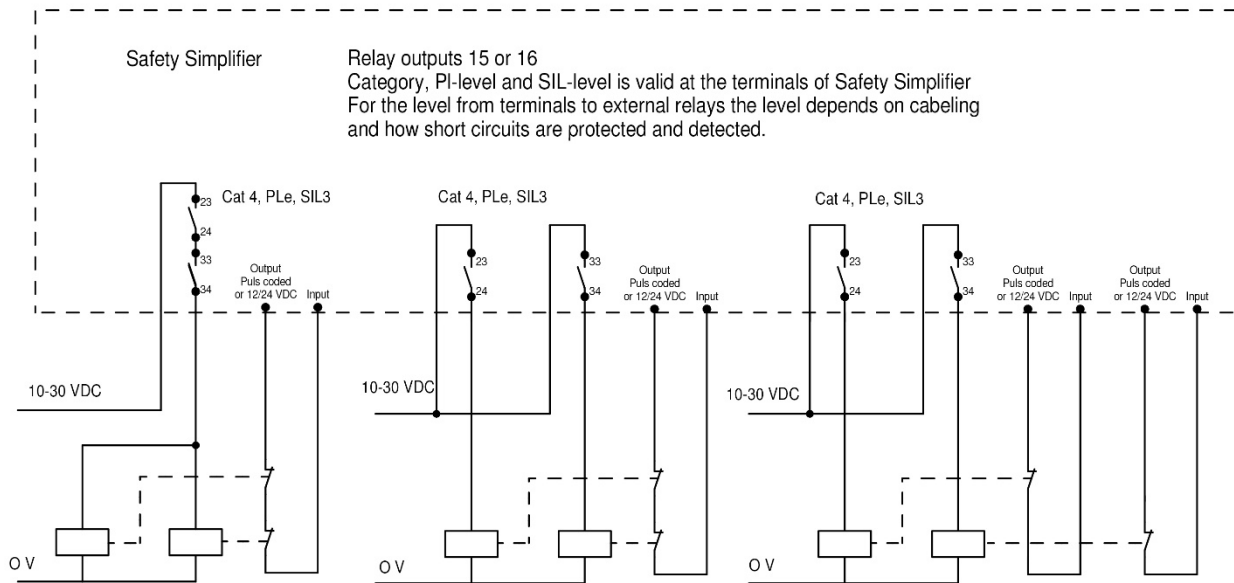 Safety Simplifier
Relay outputs 15 or 16
Category, Pl-level and SIL-level is valid at the terminals of Safety Simplifier
For the level from terminals to external relays the level depends on cabeling
and how short circuits are protected and detected.
Cat 4, PLe, SIL3
23
24
33
34
Output
Puls coded
or 12/24 VDC
Input
10-30 VDC
O V
Cat 4, PLe, SIL3
23
24
33
34
Output
Puls coded
or 12/24 VDC
Input
10-30 VDC
O V
Cat 4, PLe, SIL3
23
24
33
34
Output
Puls coded
or 12/24 VDC
Input
Output
Puls coded
or 12/24 VDC
Input
10-30 VDC
O V